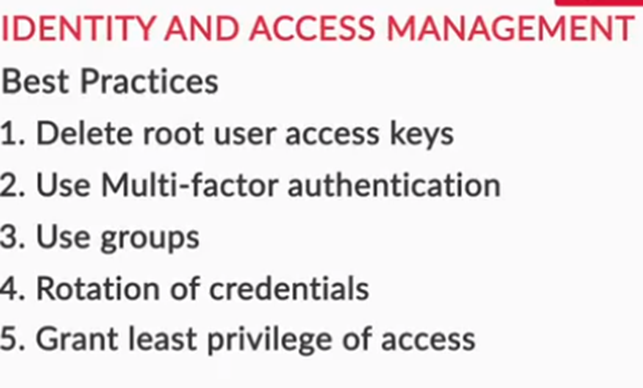 IDENTITY AND ACCESS MANAGEMENT
Best Practices
1. Delete root user access keys
2. Use Multi-factor authentication
3. Use groups
4. Rotation of credentials
5. Grant least privilege of access